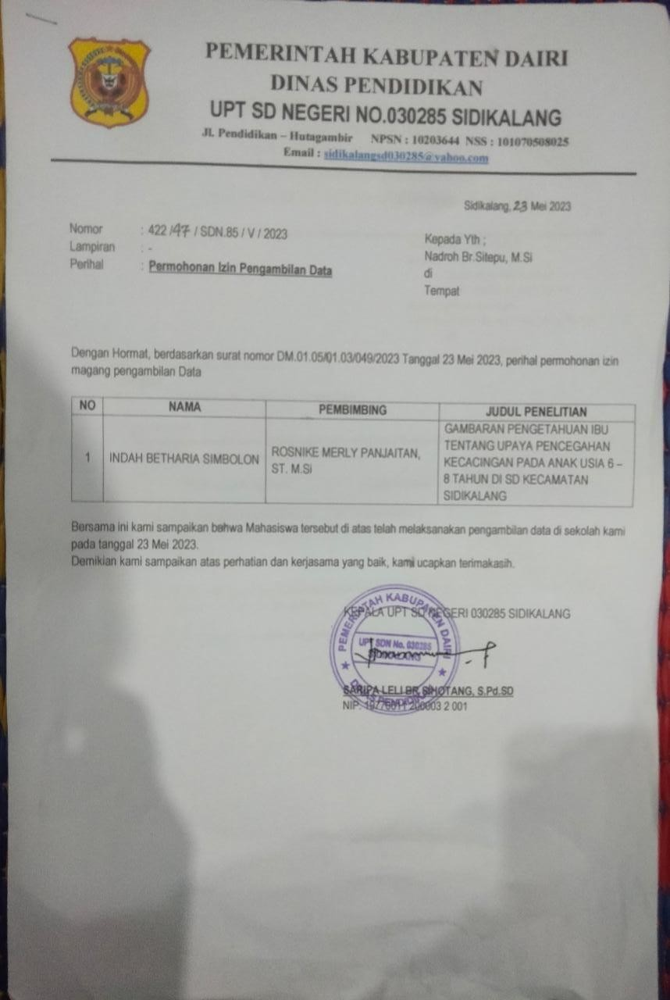 PEMERINTAH KABUPATEN DAIRI
DINAS PENDIDIKAN
UPT SD NEGERI NO.030285 SIDIKALANG
Jl. Pendidikan – Hutagambir NPSN : 10203644 NSS : 101070508025
Email : sidikalangsd030285@yahoo.com
Sidikalang, 23 Mei 2023
Nomor : 422 /47 / SDN.85 / V / 2023
Lampiran : -
Perihal : Permohonan Izin Pengambilan Data
Kepada Yth ;
Nadroh Br.Sitepu, M.Si
di
Tempat
Dengan Hormat, berdasarkan surat nomor DM.01.05/01.03/049/2023 Tanggal 23 Mei 2023, perihal permohonan izin
magang pengambilan Data
NO NAMA PEMBIMBING JUDUL PENELITIAN
1 INDAH BETHARIA SIMBOLON
ROSNIKE MERLY PANJAITAN,
ST. M.Si
GAMBARAN PENGETAHUAN IBU
TENTANG UPAYA PENCEGAHAN
KECACINGAN PADA ANAK USIA 6 –
8 TAHUN DI SD KECAMATAN
SIDIKALANG
Bersama ini kami sampaikan bahwa Mahasiswa tersebut di atas telah melaksanakan pengambilan data di sekolah kami
pada tanggal 23 Mei 2023.
Demikian kami sampaikan atas perhatian dan kerjasama yang baik, kami ucapkan terimakasih.
KEPALA UPT SD NEGERI 030285 SIDIKALANG
PEMERINTAH KABUPATEN DAIRI
UPT SDN No. 030285
SIDIKALANG
DINAS PENDIDIKAN
SARIPA LELI BR SIHOTANG, S.Pd.SD
NIP. 2 001